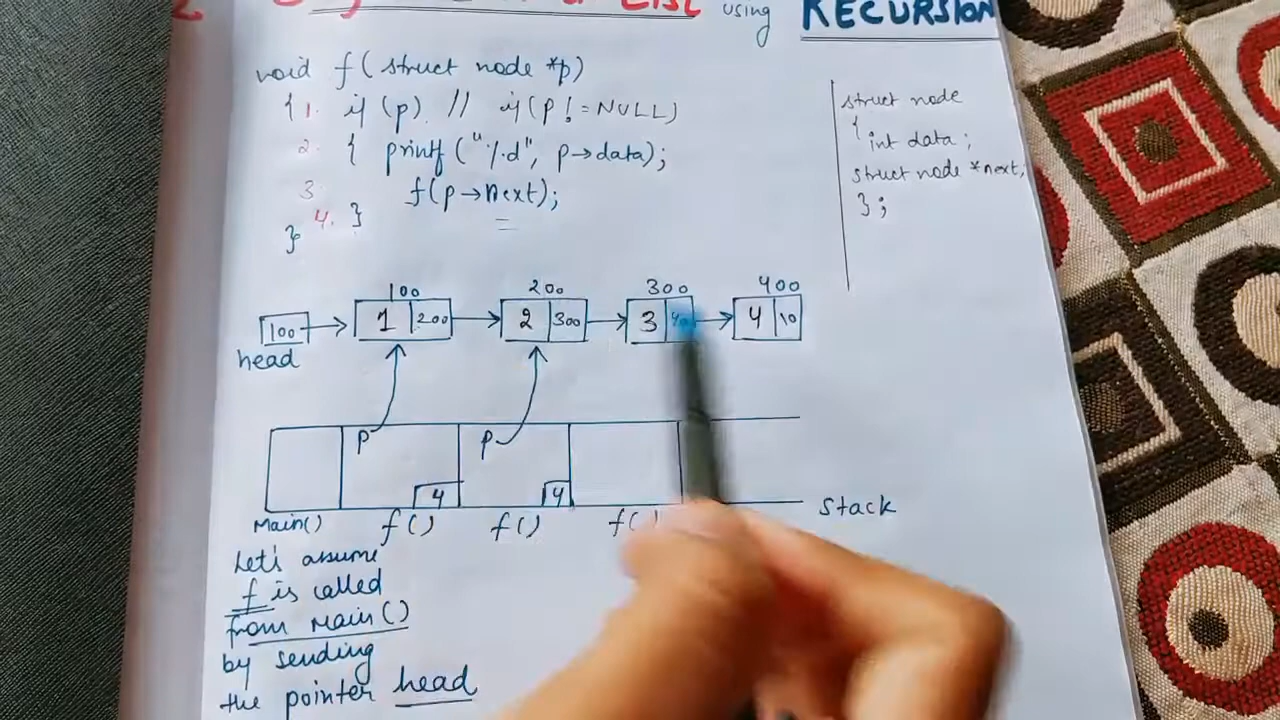 List using RECURSION
void f( struct node *p)
{ 1. if (p) // if (p != NULL)
2. { printf ("%d", p→data);
3 f(p→next);
4. }
}
struct node
{
int data;
struct node *next;
};
100 200 300 400
100 1 200 2 300 3 4 10
head
p p
4 4
Main() f() f() Stack
Let's assume
f is called
from Main()
by sending
the pointer head